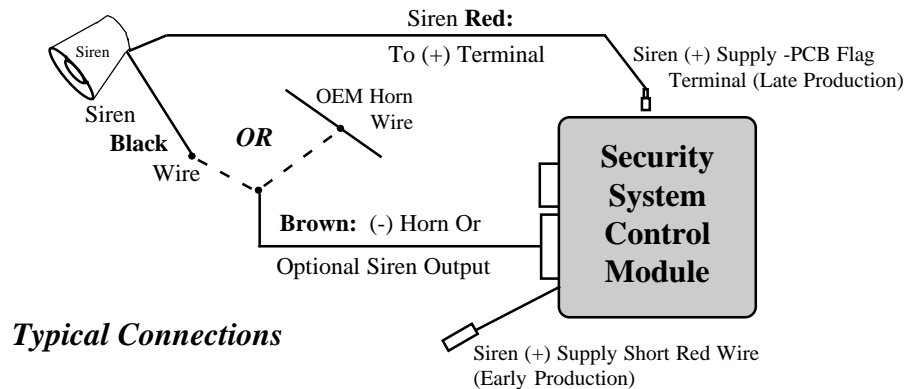 Siren Red:
To (+) Terminal
Siren (+) Supply -PCB Flag
Terminal (Late Production)
Siren
Siren
Black
Wire
OR
OEM Horn
Wire
Security
System
Control
Module
Brown: (-) Horn Or
Optional Siren Output
Typical Connections
Siren (+) Supply Short Red Wire
(Early Production)